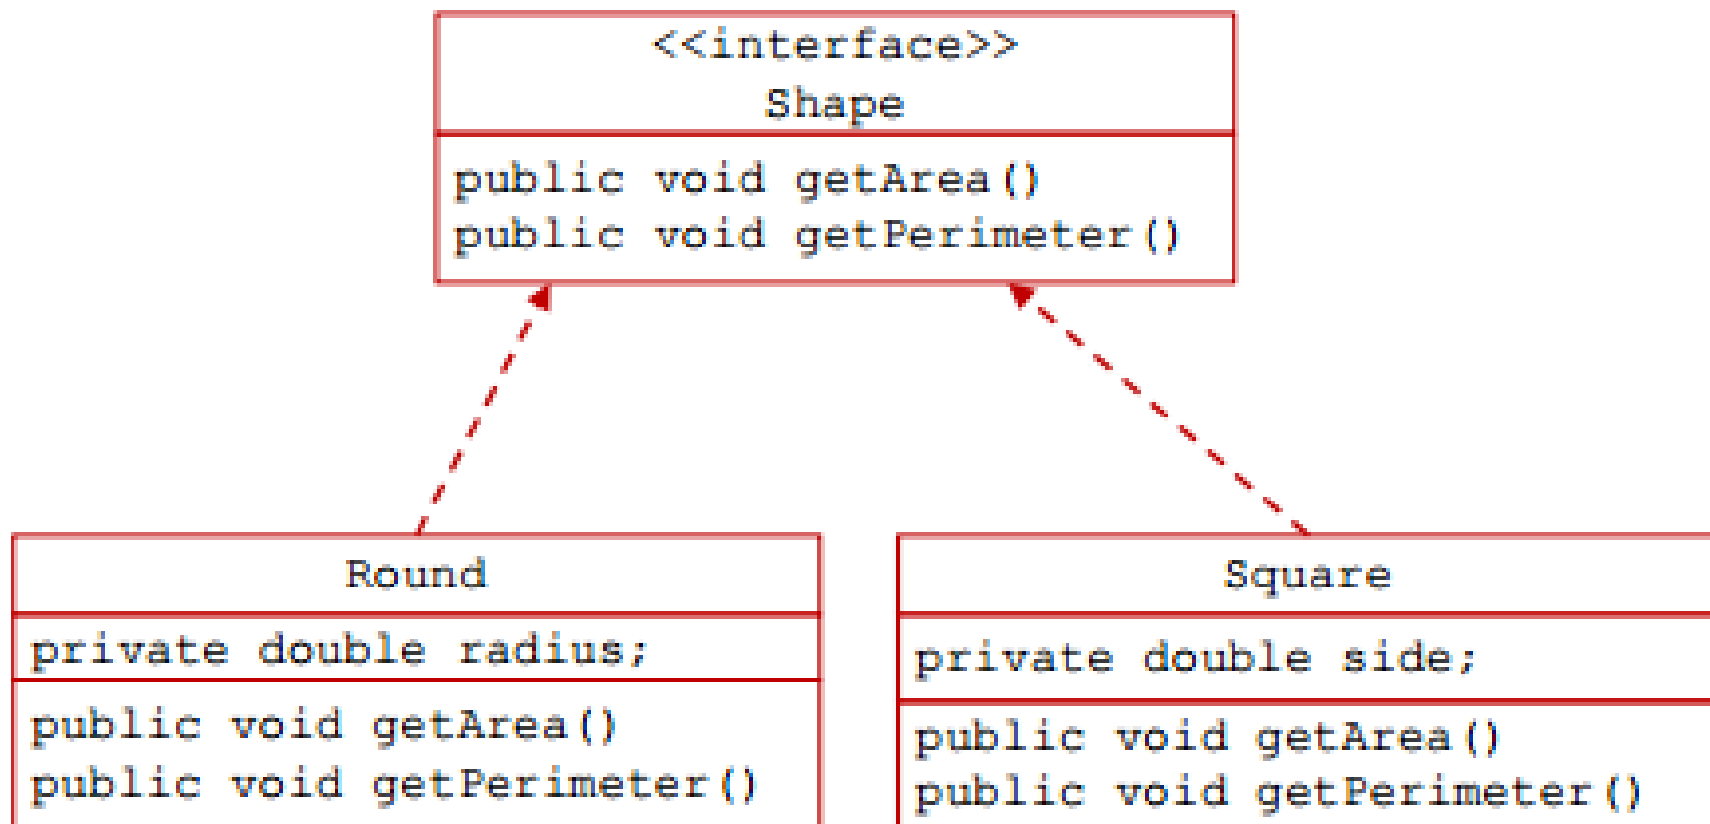 <<interface>>
Shape
public void getArea()
public void getPerimeter()
Round
private double radius;
public void getArea()
public void getPerimeter()
Square
private double side;
public void getArea()
public void getPerimeter()